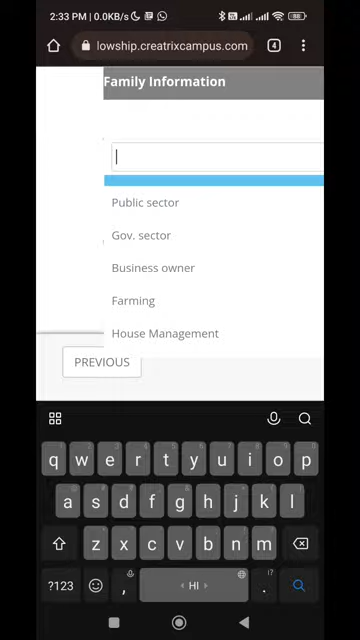 2:33 PM | 0.0KB/s
lowship.creatrixcampus.com
4
Family Information
Public sector
Gov. sector
Business owner
Farming
House Management
PREVIOUS
q w e r t y u i o p
a s d f g h j k l
z x c v b n m
?123 , HI . !?